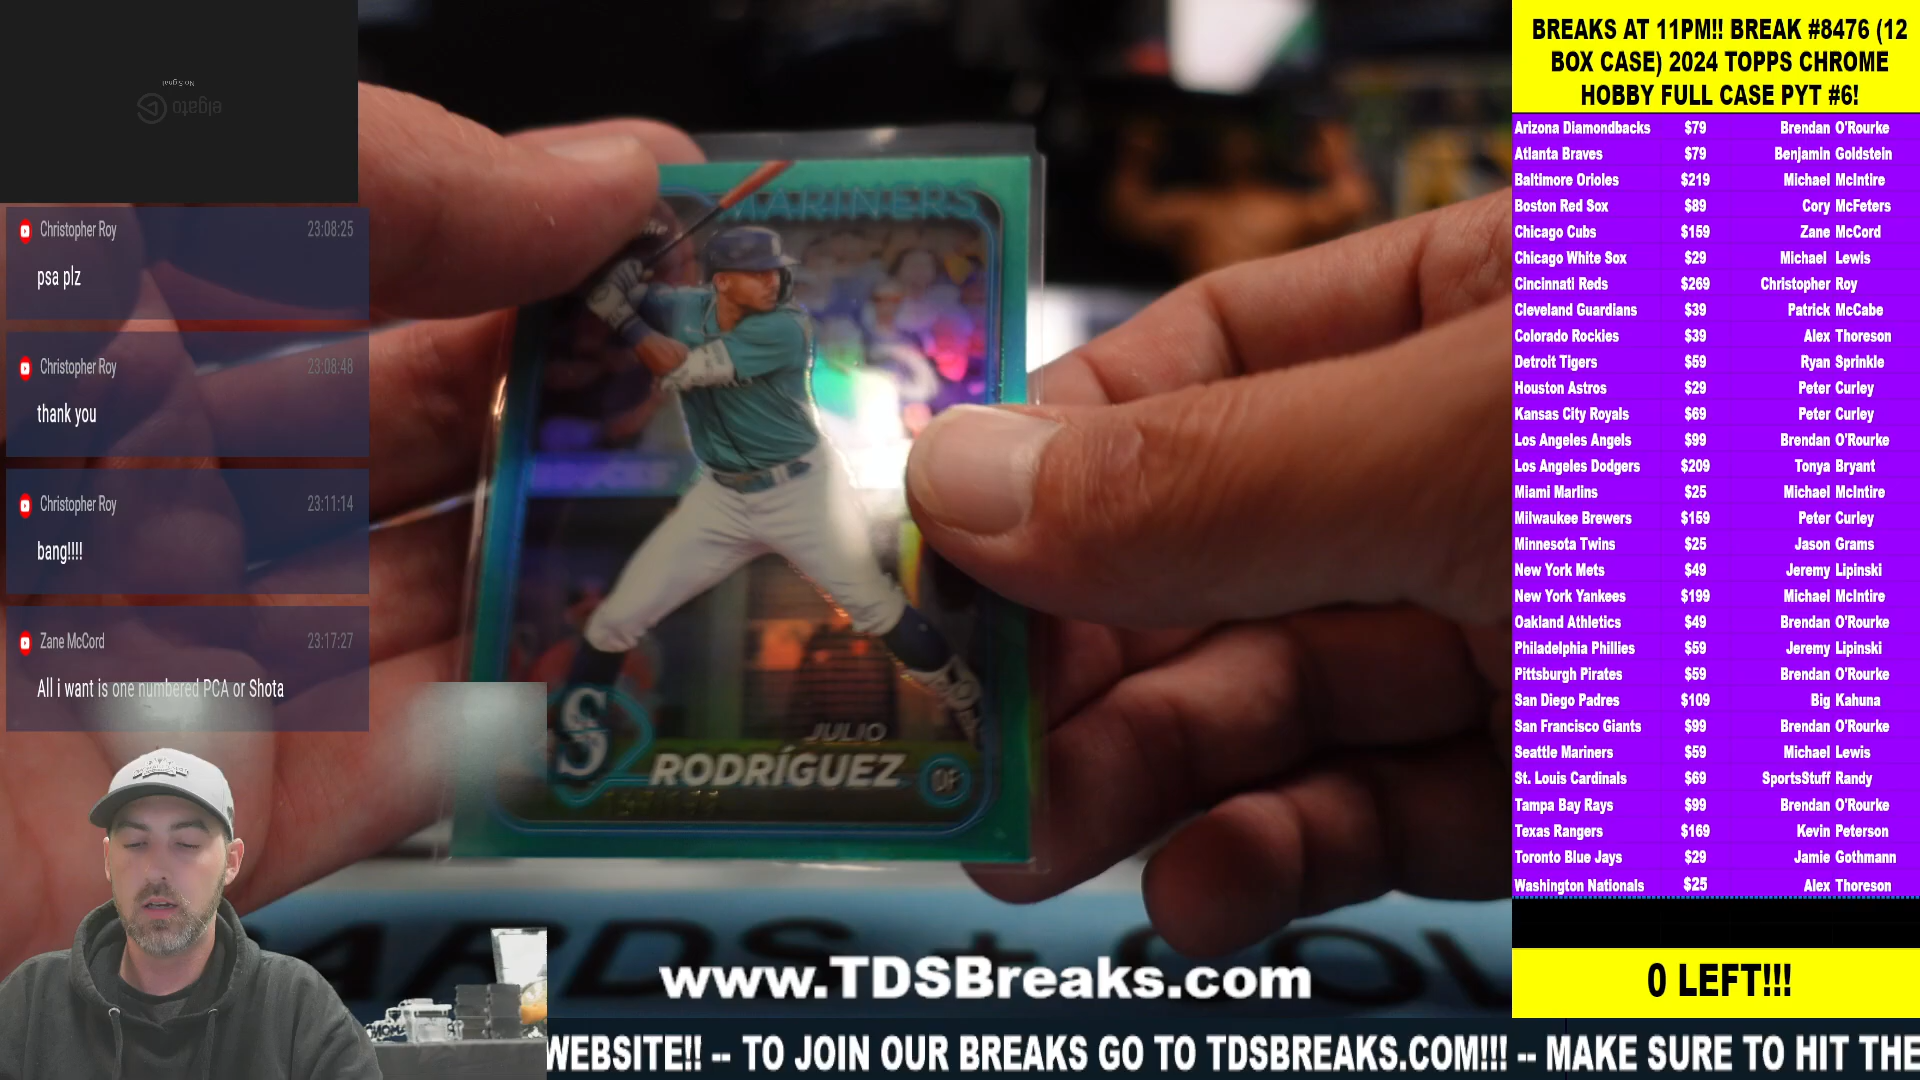 No Signal
elgato
Christopher Roy 23:08:25
psa plz
Christopher Roy 23:08:48
thank you
Christopher Roy 23:11:14
bang!!!!
Zane McCord 23:17:27
All i want is one numbered PCA or Shota
MARINERS
S
JULIO
RODRÍGUEZ OF
www.TDSBreaks.com
WEBSITE!! -- TO JOIN OUR BREAKS GO TO TDSBREAKS.COM!!! -- MAKE SURE TO HIT THE
BREAKS AT 11PM!! BREAK #8476 (12
BOX CASE) 2024 TOPPS CHROME
HOBBY FULL CASE PYT #6!
Arizona Diamondbacks $79 Brendan O'Rourke
Atlanta Braves $79 Benjamin Goldstein
Baltimore Orioles $219 Michael McIntire
Boston Red Sox $89 Cory McFeters
Chicago Cubs $159 Zane McCord
Chicago White Sox $29 Michael Lewis
Cincinnati Reds $269 Christopher Roy
Cleveland Guardians $39 Patrick McCabe
Colorado Rockies $39 Alex Thoreson
Detroit Tigers $59 Ryan Sprinkle
Houston Astros $29 Peter Curley
Kansas City Royals $69 Peter Curley
Los Angeles Angels $99 Brendan O'Rourke
Los Angeles Dodgers $209 Tonya Bryant
Miami Marlins $25 Michael McIntire
Milwaukee Brewers $159 Peter Curley
Minnesota Twins $25 Jason Grams
New York Mets $49 Jeremy Lipinski
New York Yankees $199 Michael McIntire
Oakland Athletics $49 Brendan O'Rourke
Philadelphia Phillies $59 Jeremy Lipinski
Pittsburgh Pirates $59 Brendan O'Rourke
San Diego Padres $109 Big Kahuna
San Francisco Giants $99 Brendan O'Rourke
Seattle Mariners $59 Michael Lewis
St. Louis Cardinals $69 SportsStuff Randy
Tampa Bay Rays $99 Brendan O'Rourke
Texas Rangers $169 Kevin Peterson
Toronto Blue Jays $29 Jamie Gothmann
Washington Nationals $25 Alex Thoreson
0 LEFT!!!